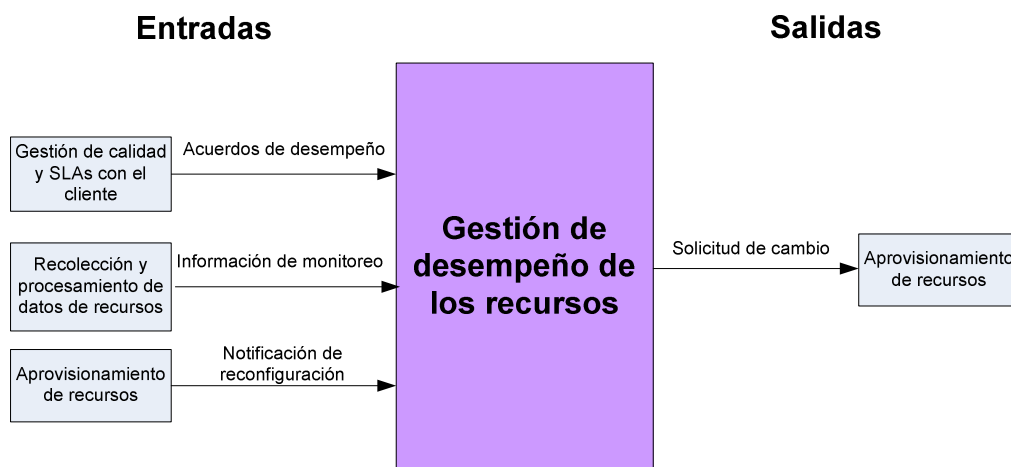 Entradas
Salidas
Gestión de calidad
y SLAs con el
cliente
Acuerdos de desempeño
Recolección y
procesamiento de
datos de recursos
Información de monitoreo
Aprovisionamiento
de recursos
Notificación de
reconfiguración
Gestión de
desempeño de
los recursos
Solicitud de cambio
Aprovisionamiento
de recursos